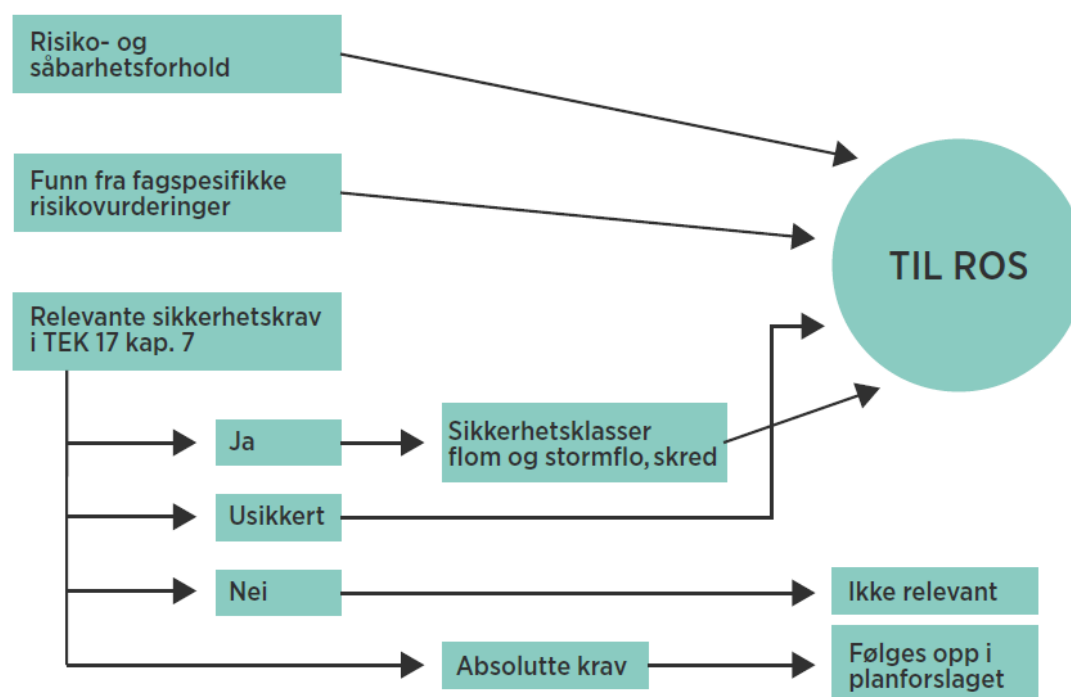 Risiko- og
såbarhetsforhold
Funn fra fagspesifikke
risikovurderinger
TIL ROS
Relevante sikkerhetskrav
i TEK 17 kap. 7
Ja
Sikkerhetsklasser
flom og stormflo, skred
Usikkert
Nei
Ikke relevant
Absolutte krav
Følges opp i
planforslaget